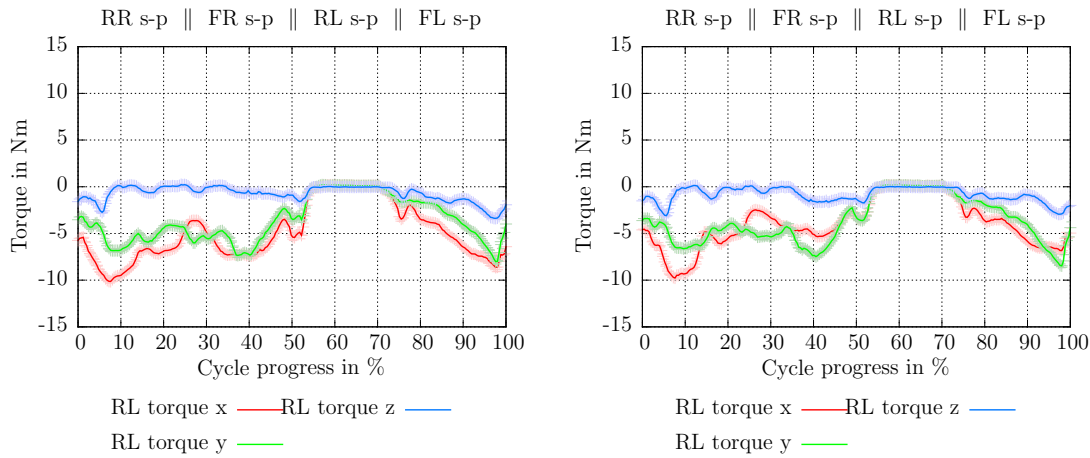 RR s-p ‖ FR s-p ‖ RL s-p ‖ FL s-p
15
10
5
0
-5
-10
-15
Torque in Nm
0 10 20 30 40 50 60 70 80 90 100
Cycle progress in %
RL torque x
RL torque z
RL torque y
RR s-p ‖ FR s-p ‖ RL s-p ‖ FL s-p
15
10
5
0
-5
-10
-15
Torque in Nm
0 10 20 30 40 50 60 70 80 90 100
Cycle progress in %
RL torque x
RL torque z
RL torque y